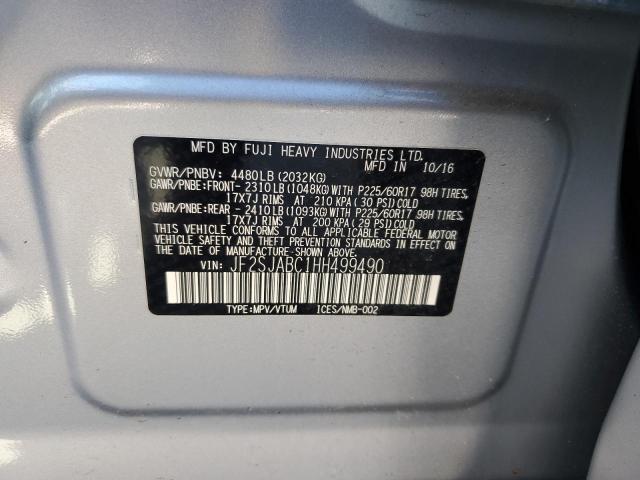 MFD BY FUJI HEAVY INDUSTRIES LTD.
MFD IN 10/16
GVWR/PNBV: 4480LB (2032KG)
GAWR/PNBE:FRONT- 2310LB (1048KG) WITH P225/60R17 98H TIRES,
17X7J RIMS AT 210 KPA (30 PSI) COLD
GAWR/PNBE:REAR - 2410LB (1093KG) WITH P225/60R17 98H TIRES,
17X7J RIMS AT 200 KPA (29 PSI) COLD
THIS VEHICLE CONFORMS TO ALL APPLICABLE FEDERAL MOTOR
VEHICLE SAFETY AND THEFT PREVENTION STANDARDS IN EFFECT ON
THE DATE OF MANUFACTURE SHOWN ABOVE.
VIN: JF2SJABC1HH499490
TYPE:MPV/VTUM ICES/NMB-002